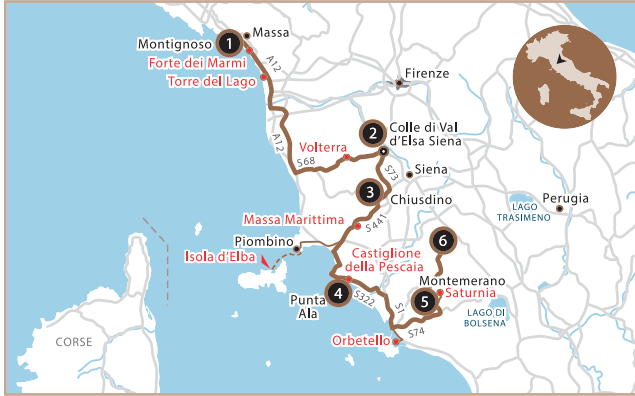 1
Massa
Montignoso
Forte dei Marmi
Torre del Lago
A12
A12
Firenze
2
Colle di Val
d'Elsa Siena
Volterra
S68
S73
Siena
3
Chiusdino
Massa Marittima
S441
Piombino
Isola d'Elba
Castiglione
della Pescaia
6
Perugia
LAGO
TRASIMENO
4
Punta
Ala
S322
S1
Montemerano
5
Saturnia
S74
LAGO DI
BOLSENA
Orbetello
CORSE